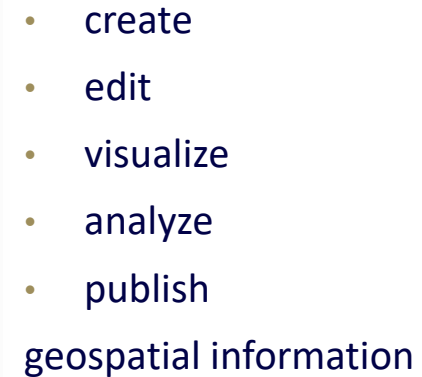 • create
• edit
• visualize
• analyze
• publish
geospatial information